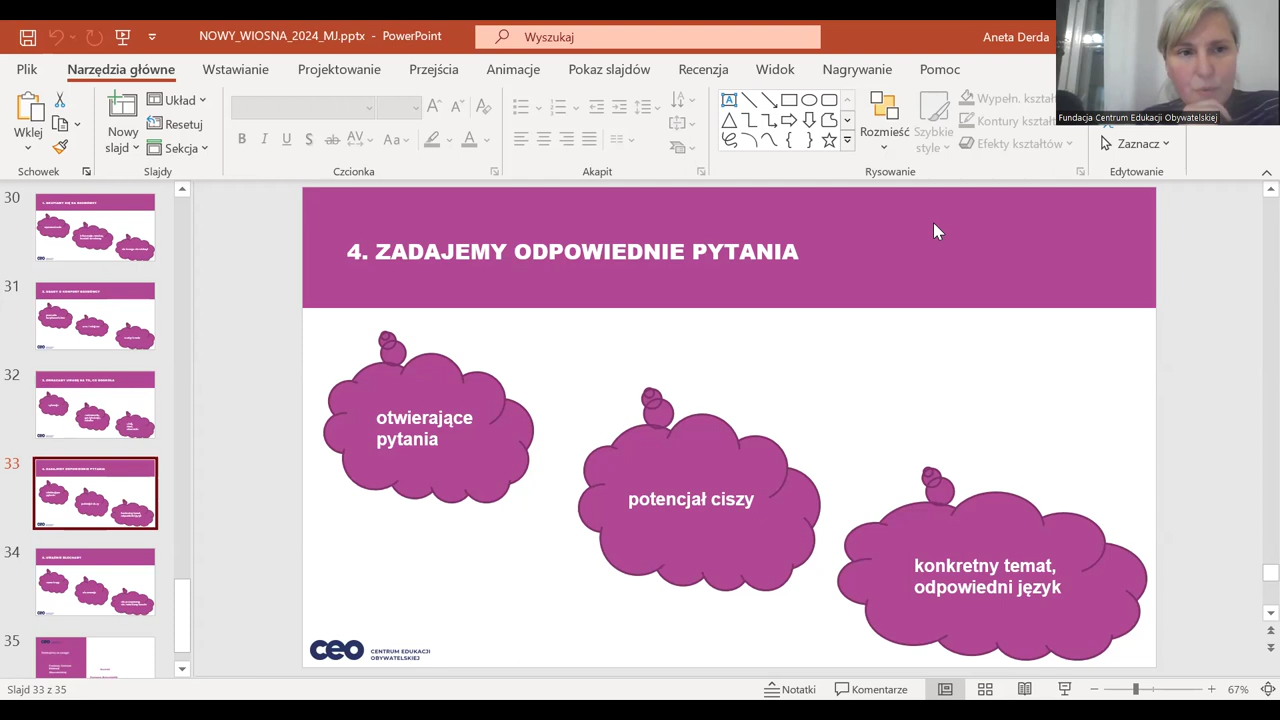 NOWY_WIOSNA_2024_MJ.pptx - PowerPoint
Wyszukaj
Aneta Derda
Plik Narzędzia główne Wstawianie Projektowanie Przejścia Animacje Pokaz slajdów Recenzja Widok Nagrywanie Pomoc
Fundacja Centrum Edukacji Obywatelskiej
Wklej
Nowy
slajd
Układ
Resetuj
Sekcja
Rozmieść
Szybkie
style
Wypełn. kształt
Kontury kształt
Efekty kształtu
Zaznacz
Schowek
Slajdy
Czcionka
Akapit
Rysowanie
Edytowanie
30
31
32
33
34
35
4. ZADAJEMY ODPOWIEDNIE PYTANIA
otwierające
pytania
potencjał ciszy
konkretny temat,
odpowiedni język
ceo
CENTRUM EDUKACJI
OBYWATELSKIEJ
Slajd 33 z 35
Notatki
Komentarze
67%